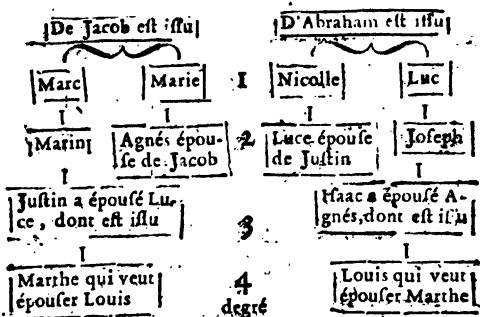 De Jacob eſt iſſu
D'Abraham eſt iſſu
Marc
Marie
1
Nicolle
Luc
Marin
Agnés épou-
ſe de Jacob
2
Luce épouſe
de Juſtin
Joſeph
Juſtin a épouſé Lu-
ce, dont eſt iſſu
3
Iſaac a épouſé A-
gnés, dont eſt iſſu
Marthe qui veut
épouſer Louis
4
degré
Louis qui veut
épouſer Marthe